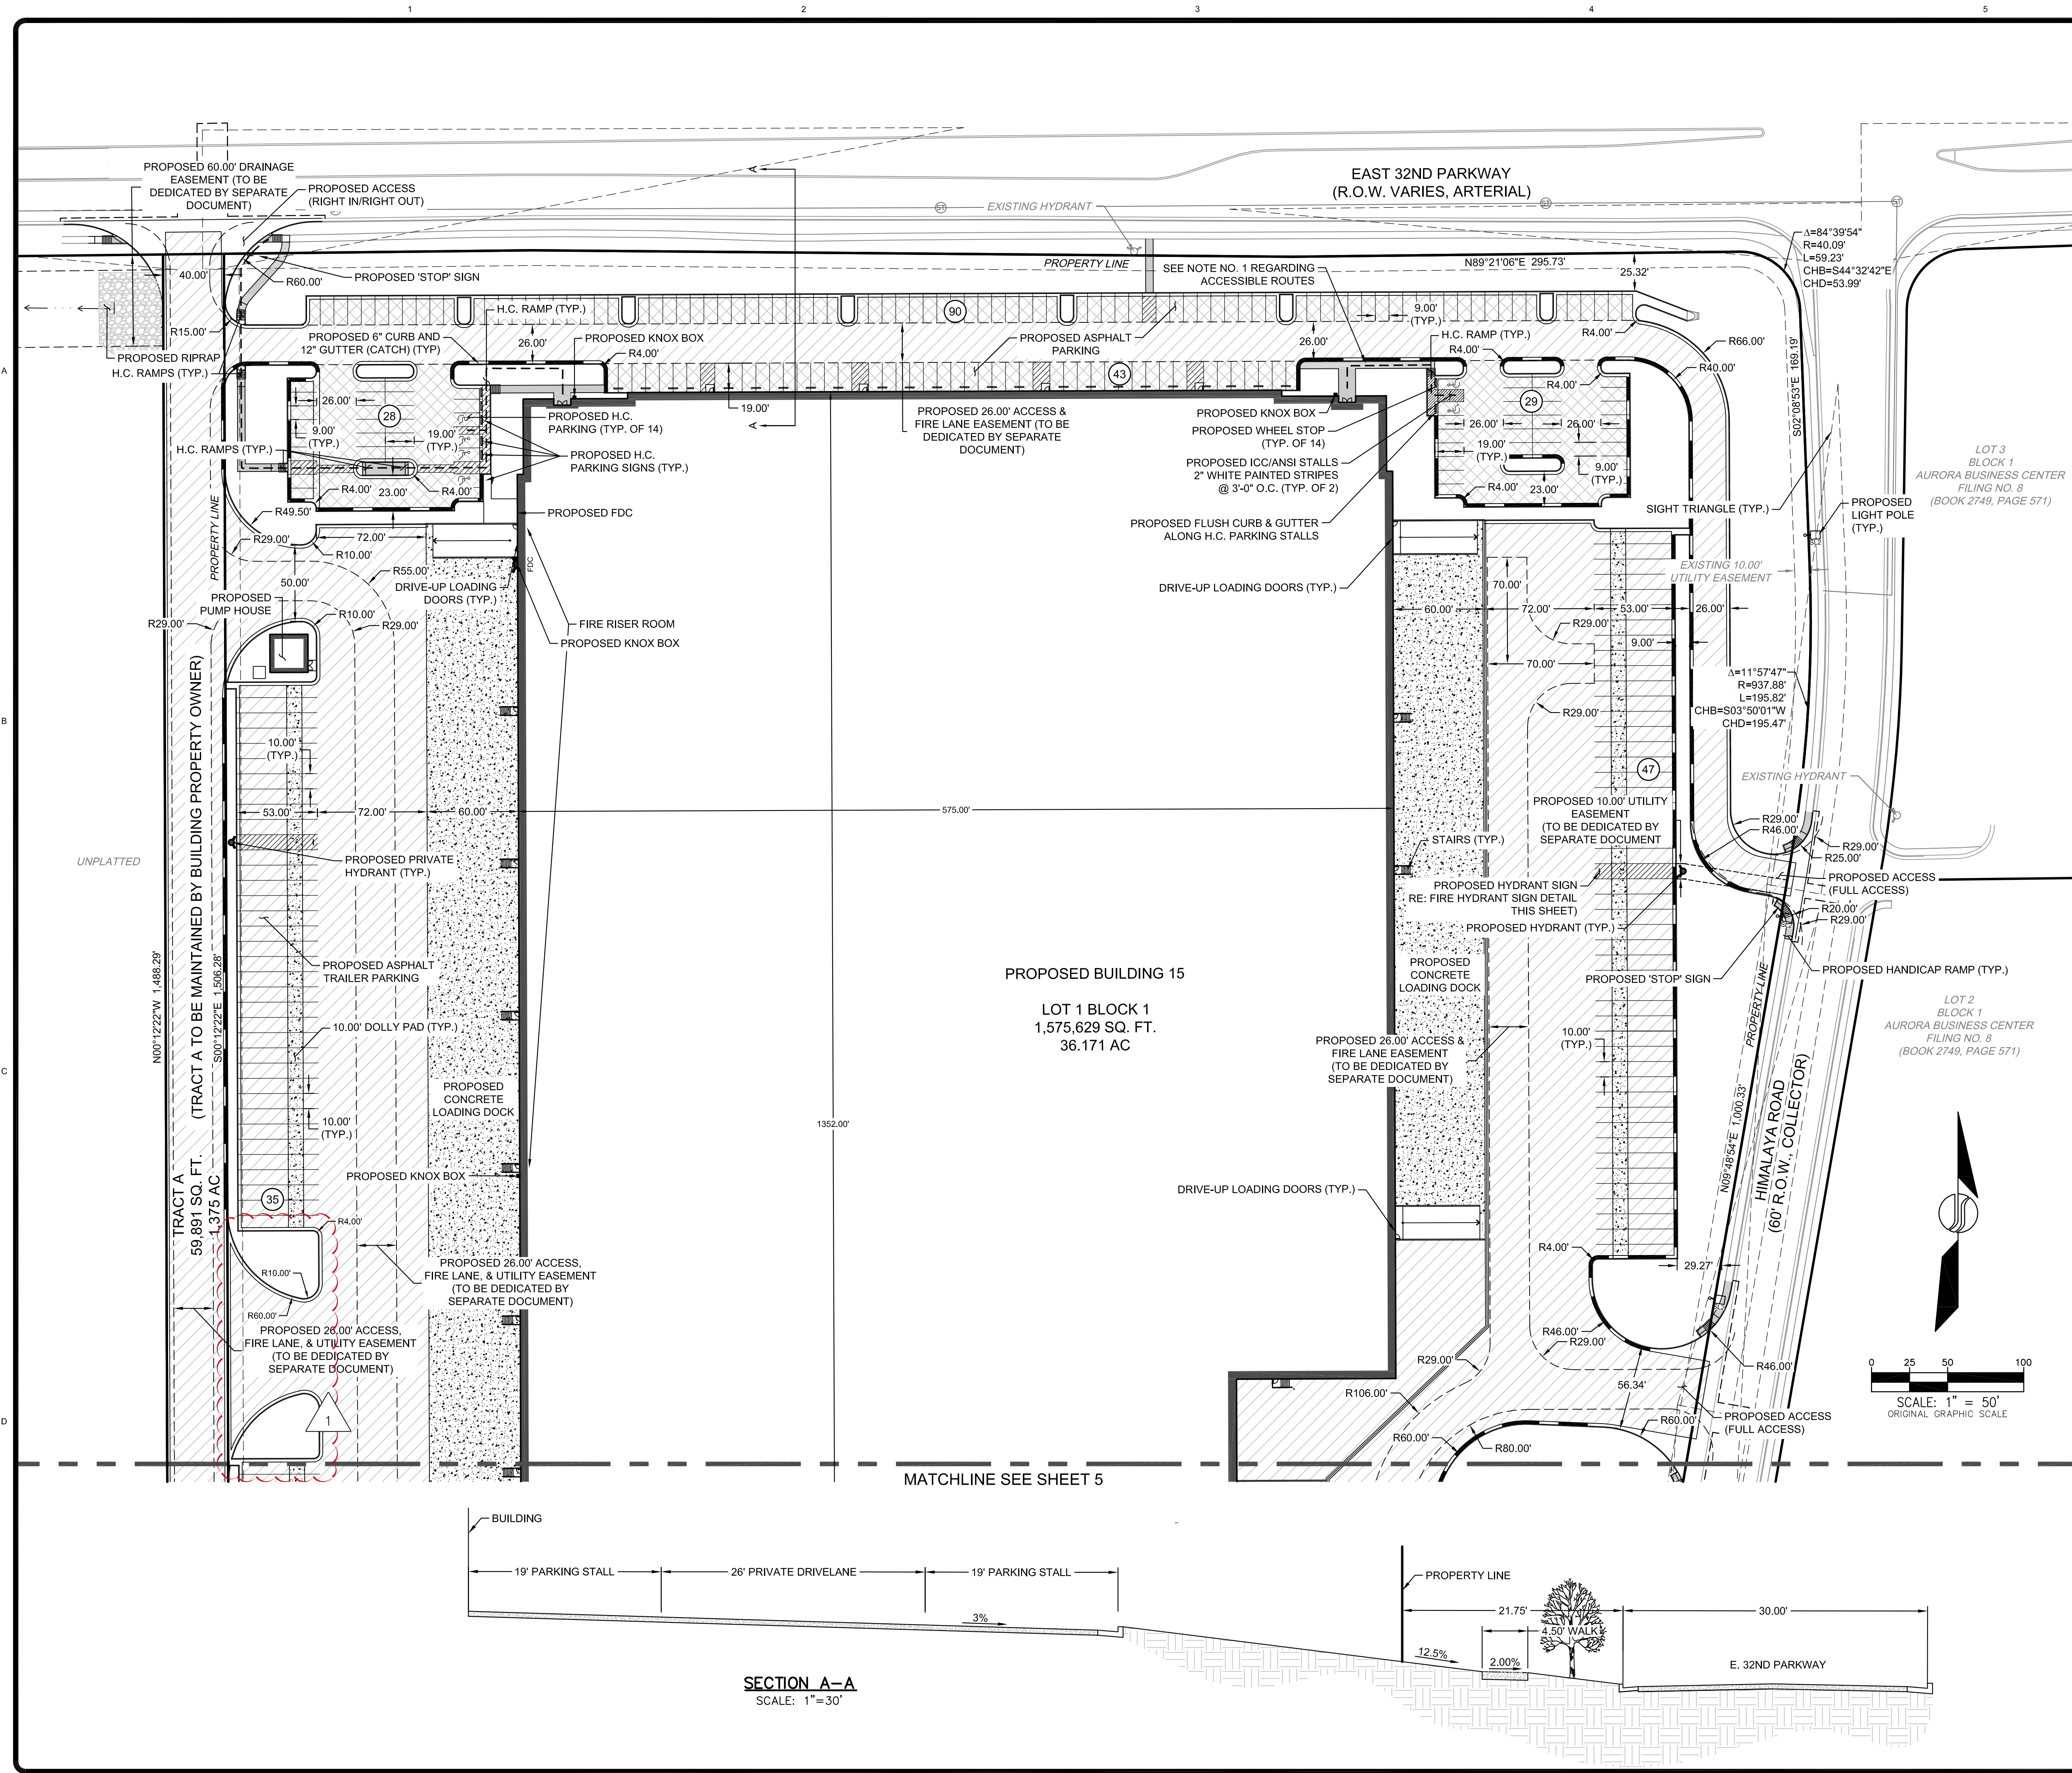 1
2
3
4
5
A
B
C
D
EAST 32ND PARKWAY
(R.O.W. VARIES, ARTERIAL)
PROPOSED 60.00' DRAINAGE
EASEMENT (TO BE
DEDICATED BY SEPARATE
DOCUMENT)
PROPOSED ACCESS
(RIGHT IN/RIGHT OUT)
A
A
ST
EXISTING HYDRANT
ST
ST
Δ=84°39'54"
R=40.09'
L=59.23'
CHB=S44°32'42"E
CHD=53.99'
40.00'
PROPOSED 'STOP' SIGN
R60.00'
PROPERTY LINE
SEE NOTE NO. 1 REGARDING
ACCESSIBLE ROUTES
N89°21'06"E 295.73'
25.32'
R15.00'
PROPOSED RIPRAP
H.C. RAMPS (TYP.)
PROPOSED 6" CURB AND
12" GUTTER (CATCH) (TYP)
H.C. RAMP (TYP.)
26.00'
PROPOSED KNOX BOX
R4.00'
90
PROPOSED ASPHALT
PARKING
9.00'
(TYP.)
26.00'
H.C. RAMP (TYP.)
R4.00'
R4.00'
R66.00'
R40.00'
S02°08'53"E 169.19'
43
19.00'
26.00'
28
9.00'
(TYP.)
19.00'
(TYP.)
PROPOSED H.C.
PARKING (TYP. OF 14)
PROPOSED H.C.
PARKING SIGNS (TYP.)
H.C. RAMPS (TYP.)
R4.00'
23.00'
R4.00'
PROPOSED 26.00' ACCESS &
FIRE LANE EASEMENT (TO BE
DEDICATED BY SEPARATE
DOCUMENT)
PROPOSED KNOX BOX
PROPOSED WHEEL STOP
(TYP. OF 14)
PROPOSED ICC/ANSI STALLS
2" WHITE PAINTED STRIPES
@ 3'-0" O.C. (TYP. OF 2)
PROPOSED FLUSH CURB & GUTTER
ALONG H.C. PARKING STALLS
R4.00'
29
26.00'
26.00'
19.00'
(TYP.)
9.00'
(TYP.)
R4.00'
23.00'
SIGHT TRIANGLE (TYP.)
PROPOSED
LIGHT POLE
(TYP.)
LOT 3
BLOCK 1
AURORA BUSINESS CENTER
FILING NO. 8
(BOOK 2749, PAGE 571)
PROPERTY LINE
R49.50'
R29.00'
72.00'
R10.00'
50.00'
R55.00'
PROPOSED FDC
FDC
DRIVE-UP LOADING
DOORS (TYP.)
DRIVE-UP LOADING DOORS (TYP.)
EXISTING 10.00'
UTILITY EASEMENT
PROPOSED
PUMP HOUSE
R10.00'
R29.00'
R29.00'
FIRE RISER ROOM
PROPOSED KNOX BOX
70.00'
60.00'
72.00'
53.00'
26.00'
R29.00'
9.00'
70.00'
R29.00'
Δ=11°57'47"
R=937.88'
L=195.82'
CHB=S03°50'01"W
CHD=195.47'
10.00'
(TYP.)
47
EXISTING HYDRANT
53.00'
72.00'
60.00'
575.00'
PROPOSED 10.00' UTILITY
EASEMENT
(TO BE DEDICATED BY
SEPARATE DOCUMENT
R29.00'
R46.00'
R29.00'
R25.00'
UNPLATTED
PROPOSED PRIVATE
HYDRANT (TYP.)
STAIRS (TYP.)
PROPOSED HYDRANT SIGN
RE: FIRE HYDRANT SIGN DETAIL
THIS SHEET)
PROPOSED HYDRANT (TYP.)
PROPOSED ACCESS
(FULL ACCESS)
R20.00'
R29.00'
N00°12'22"W 1,488.29'
S00°12'22"E 1,506.28'
TRACT A (TRACT A TO BE MAINTAINED BY BUILDING PROPERTY OWNER)
59,891 SQ. FT.
1.375 AC
PROPOSED ASPHALT
TRAILER PARKING
PROPOSED BUILDING 15
LOT 1 BLOCK 1
1,575,629 SQ. FT.
36.171 AC
PROPOSED
CONCRETE
LOADING DOCK
PROPOSED 'STOP' SIGN
PROPOSED HANDICAP RAMP (TYP.)
PROPERTY LINE
LOT 2
BLOCK 1
AURORA BUSINESS CENTER
FILING NO. 8
(BOOK 2749, PAGE 571)
10.00' DOLLY PAD (TYP.)
PROPOSED 26.00' ACCESS &
FIRE LANE EASEMENT
(TO BE DEDICATED BY
SEPARATE DOCUMENT)
10.00'
(TYP.)
PROPOSED
CONCRETE
LOADING DOCK
10.00'
(TYP.)
1352.00'
N09°48'54"E 1,000.33'
HIMALAYA ROAD
(60' R.O.W., COLLECTOR)
PROPOSED KNOX BOX
35
DRIVE-UP LOADING DOORS (TYP.)
R4.00'
R10.00'
R60.00'
PROPOSED 26.00' ACCESS,
FIRE LANE, & UTILITY EASEMENT
(TO BE DEDICATED BY
SEPARATE DOCUMENT)
PROPOSED 26.00' ACCESS,
FIRE LANE, & UTILITY EASEMENT
(TO BE DEDICATED BY
SEPARATE DOCUMENT)
1
R4.00'
29.27'
R46.00'
R29.00'
R29.00'
R46.00'
R106.00'
56.34'
R60.00'
R60.00'
R80.00'
PROPOSED ACCESS
(FULL ACCESS)
0 25 50 100
SCALE: 1" = 50'
ORIGINAL GRAPHIC SCALE
MATCHLINE SEE SHEET 5
BUILDING
19' PARKING STALL
26' PRIVATE DRIVELANE
19' PARKING STALL
3%
PROPERTY LINE
21.75'
30.00'
4.50' WALK
12.5%
2.00%
E. 32ND PARKWAY
SECTION A-A
SCALE: 1"=30'